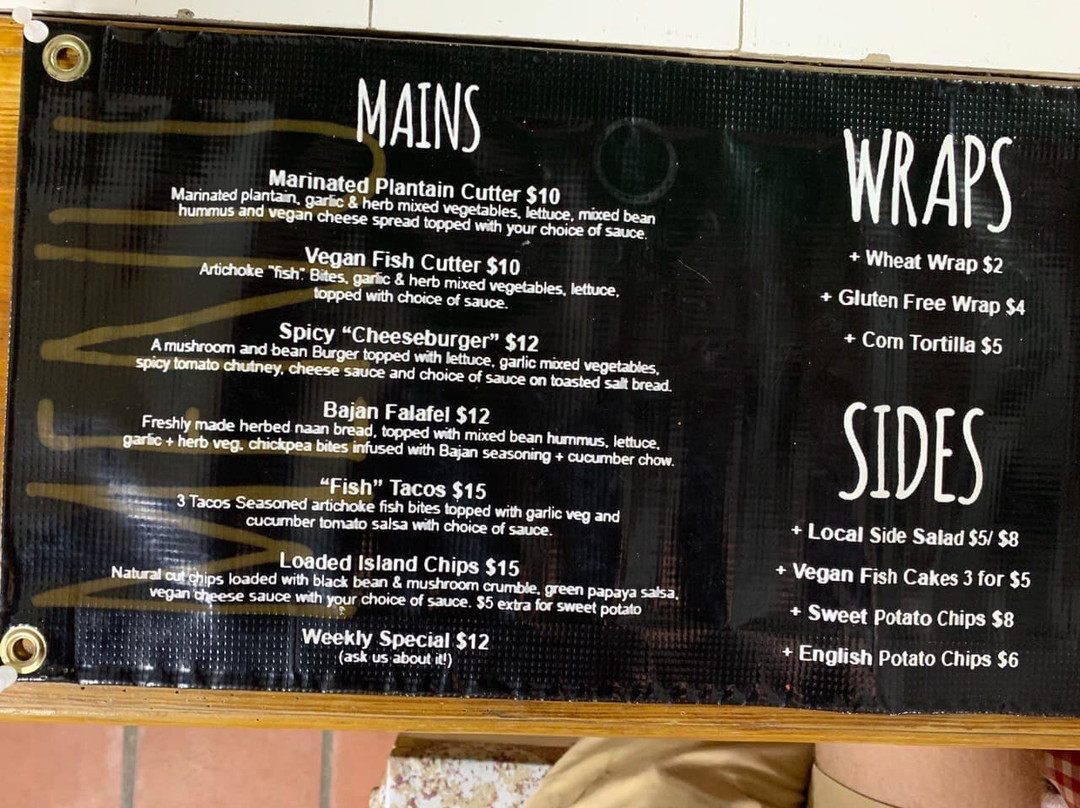 MAINS
Marinated Plantain Cutter $10
Marinated plantain, garlic & herb mixed vegetables, lettuce, mixed bean
hummus and vegan cheese spread topped with your choice of sauce.
Vegan Fish Cutter $10
Artichoke "fish" Bites, garlic & herb mixed vegetables, lettuce,
topped with choice of sauce.
Spicy “Cheeseburger” $12
A mushroom and bean Burger topped with lettuce, garlic mixed vegetables,
spicy tomato chutney, cheese sauce and choice of sauce on toasted salt bread.
Bajan Falafel $12
Freshly made herbed naan bread, topped with mixed bean hummus, lettuce,
garlic + herb veg, chickpea bites infused with Bajan seasoning + cucumber chow.
“Fish” Tacos $15
3 Tacos Seasoned artichoke fish bites topped with garlic veg and
cucumber tomato salsa with choice of sauce.
Loaded Island Chips $15
Natural cut chips loaded with black bean & mushroom crumble, green papaya salsa,
vegan cheese sauce with your choice of sauce. $5 extra for sweet potato
Weekly Special $12
(ask us about it!)
WRAPS
+ Wheat Wrap $2
+ Gluten Free Wrap $4
+ Corn Tortilla $5
SIDES
+ Local Side Salad $5/ $8
+ Vegan Fish Cakes 3 for $5
+ Sweet Potato Chips $8
+ English Potato Chips $6
MENU